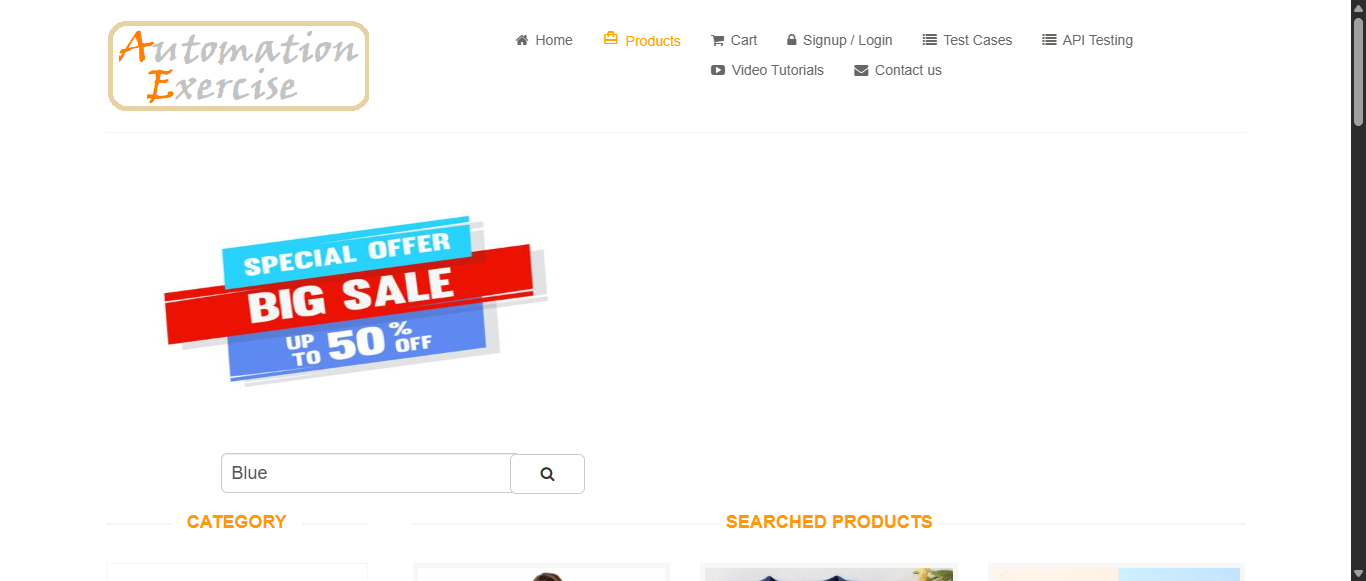 Automation
Exercise
Home
Products
Cart
Signup / Login
Test Cases
API Testing
Video Tutorials
Contact us
SPECIAL OFFER
BIG SALE
UP TO 50% OFF
Blue
CATEGORY
SEARCHED PRODUCTS